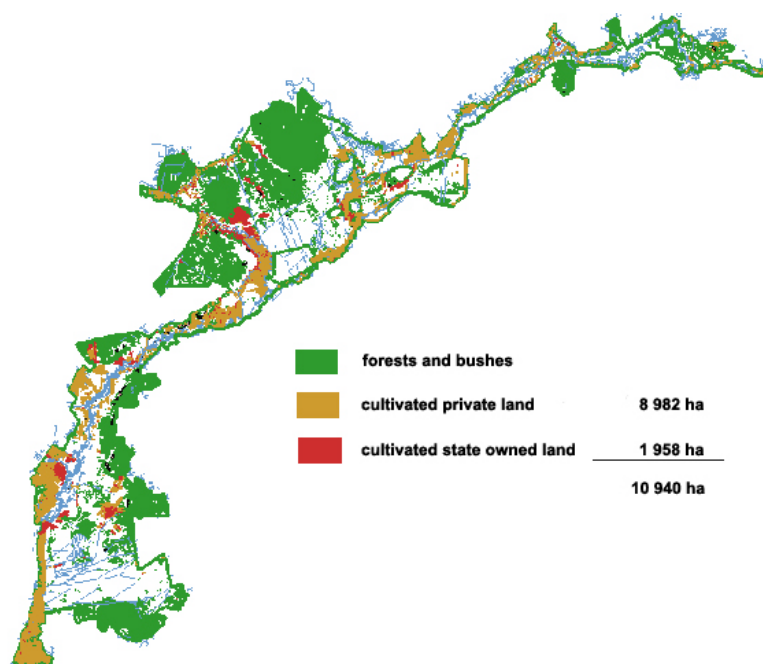 forests and bushes
cultivated private land 8 982 ha
cultivated state owned land 1 958 ha
10 940 ha